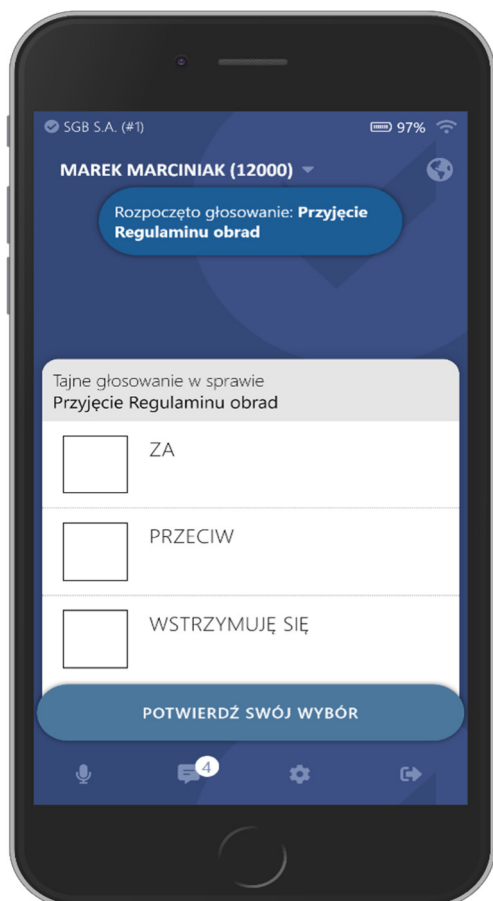 SGB S.A. (#1) 97%
MAREK MARCINIAK (12000)
Rozpoczęto głosowanie: Przyjęcie
Regulaminu obrad
Tajne głosowanie w sprawie
Przyjęcie Regulaminu obrad
ZA
PRZECIW
WSTRZYMUJĘ SIĘ
POTWIERDŹ SWÓJ WYBÓR
4